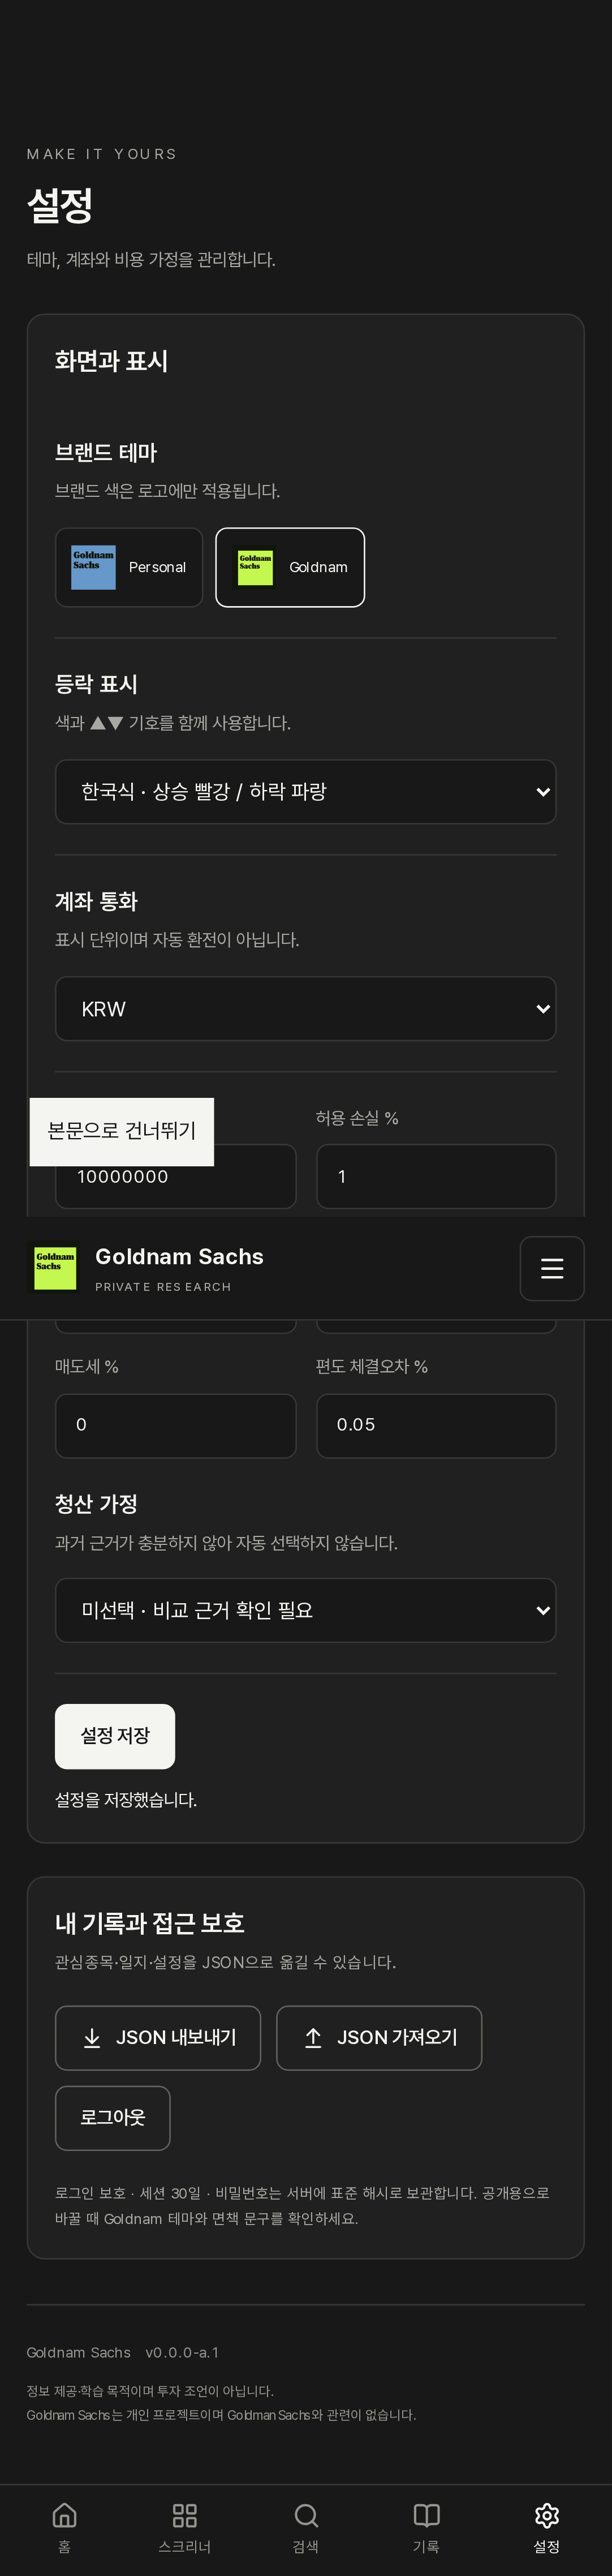 MAKE IT YOURS
설정
테마, 계좌와 비용 가정을 관리합니다.
화면과 표시
브랜드 테마
브랜드 색은 로고에만 적용됩니다.
Goldnam
Sachs
Personal
Goldnam
Sachs
Goldnam
등락 표시
색과 ▲▼ 기호를 함께 사용합니다.
한국식 · 상승 빨강 / 하락 파랑
계좌 통화
표시 단위이며 자동 환전이 아닙니다.
KRW
허용 손실 %
본문으로 건너뛰기
10000000
1
Goldnam
Sachs
Goldnam Sachs
PRIVATE RESEARCH
매도세 %
편도 체결오차 %
0
0.05
청산 가정
과거 근거가 충분하지 않아 자동 선택하지 않습니다.
미선택 · 비교 근거 확인 필요
설정 저장
설정을 저장했습니다.
내 기록과 접근 보호
관심종목·일지·설정을 JSON으로 옮길 수 있습니다.
JSON 내보내기
JSON 가져오기
로그아웃
로그인 보호 · 세션 30일 · 비밀번호는 서버에 표준 해시로 보관합니다. 공개용으로
바꿀 때 Goldnam 테마와 면책 문구를 확인하세요.
Goldnam Sachs v0.0.0-a.1
정보 제공·학습 목적이며 투자 조언이 아닙니다.
Goldnam Sachs는 개인 프로젝트이며 Goldman Sachs와 관련이 없습니다.
홈
스크리너
검색
기록
설정